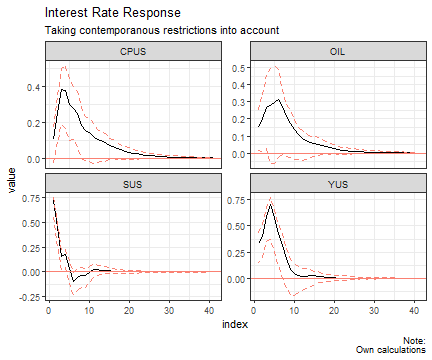 Interest Rate Response
Taking contemporanous restrictions into account
CPUS
OIL
0.4
0.2
0.0
0.5
0.4
0.3
0.2
0.1
0.0
value
SUS
YUS
0.75
0.50
0.25
0.00
-0.25
0.75
0.50
0.25
0.00
0 10 20 30 40
0 10 20 30 40
index
Note:
Own calculations